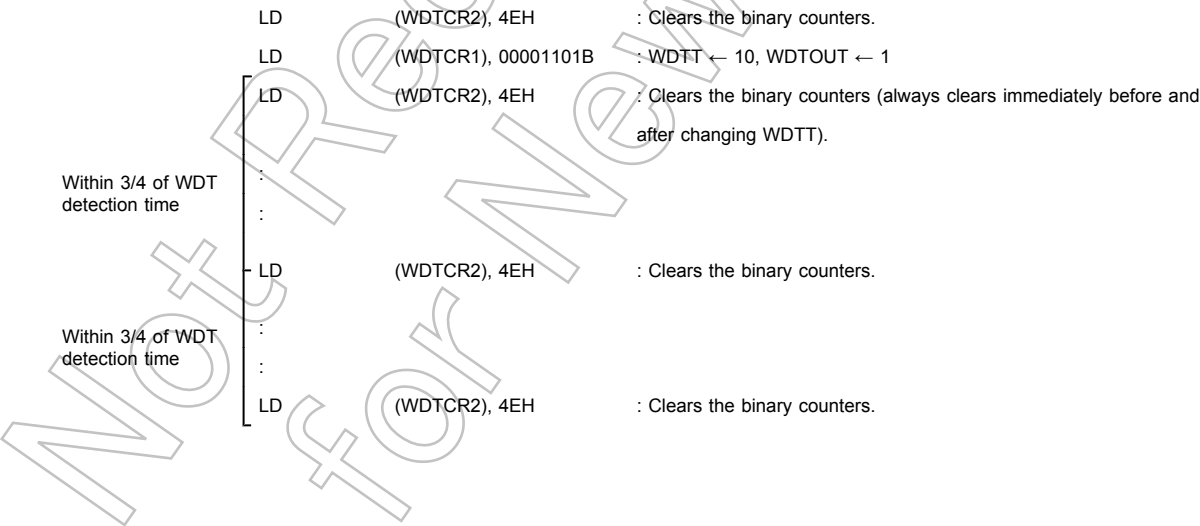 LD (WDTCR2), 4EH : Clears the binary counters.
LD (WDTCR1), 00001101B : WDTT ← 10, WDTOUT ← 1
LD (WDTCR2), 4EH : Clears the binary counters (always clears immediately before and
after changing WDTT).
Within 3/4 of WDT
detection time
:
:
LD (WDTCR2), 4EH : Clears the binary counters.
Within 3/4 of WDT
detection time
:
:
LD (WDTCR2), 4EH : Clears the binary counters.
Not Rec
for New